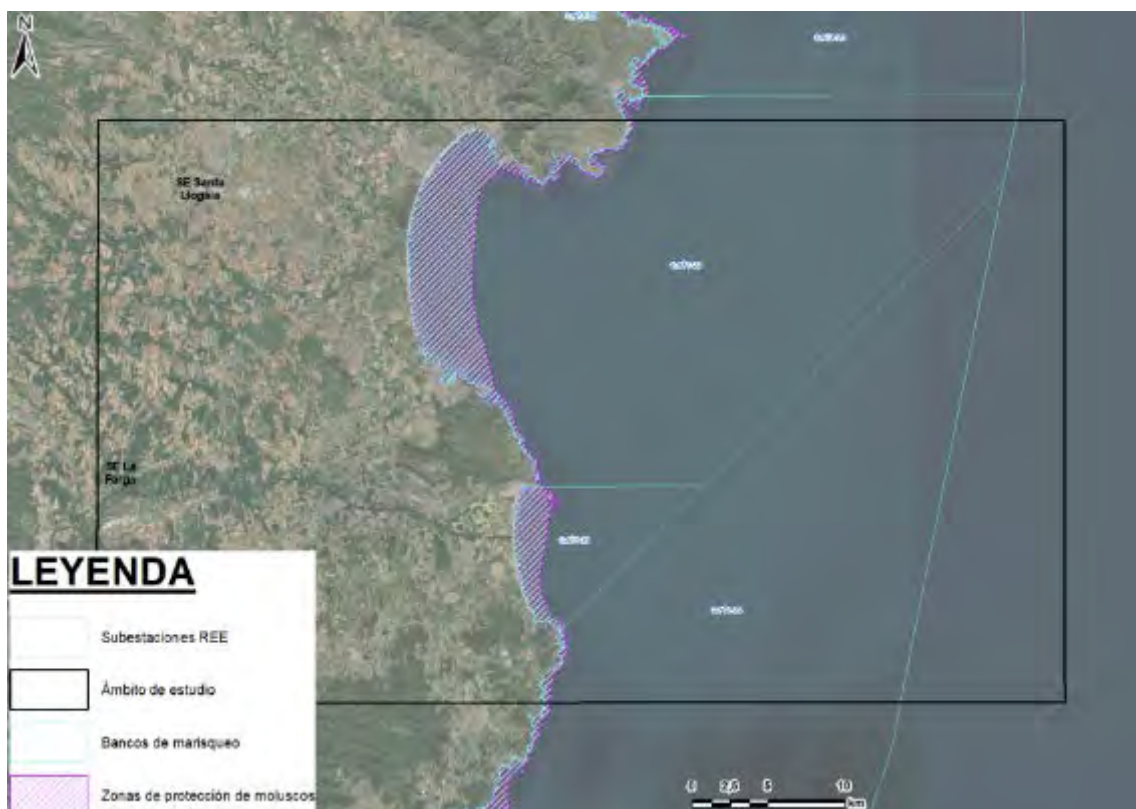 N
SE Santa
Llogaia
SE La
Farga
LEYENDA
Subestaciones REE
Ámbito de estudio
Bancos de marisqueo
Zonas de protección de moluscos
0 2,5 5 10
km